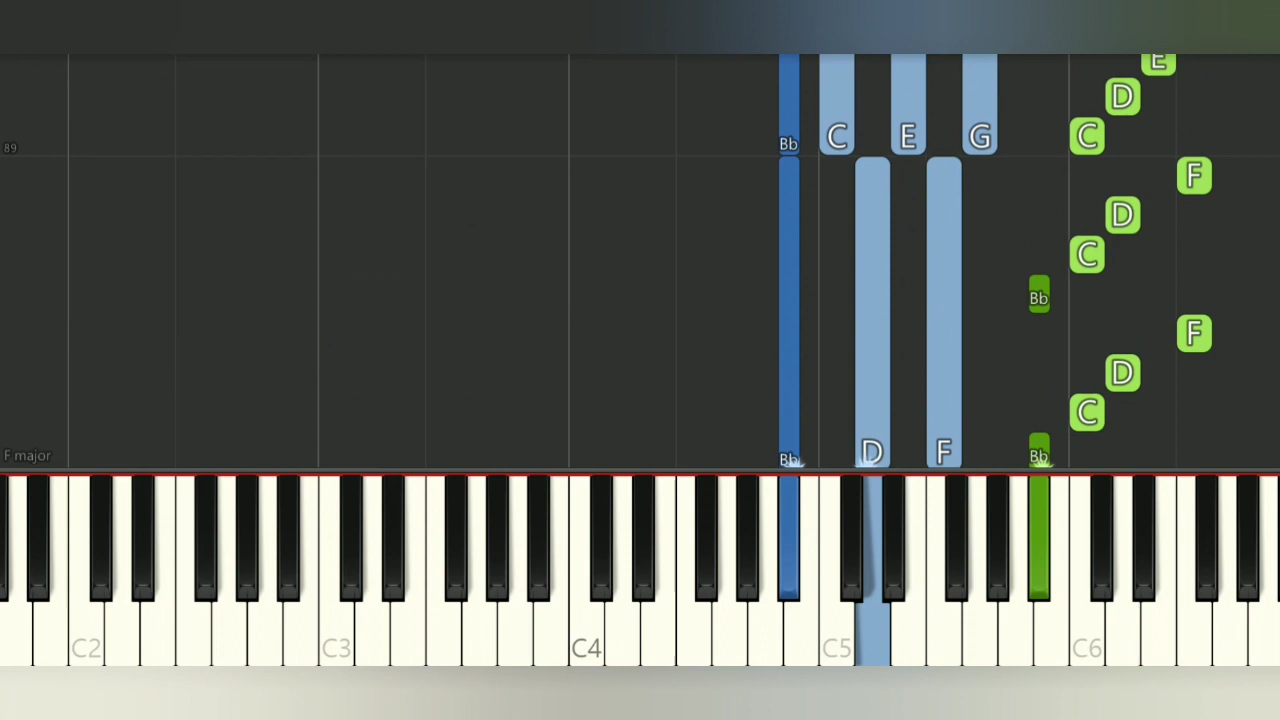 E
D
Bb C E G C
89
F
D
C
Bb
F
D
C
F major Bb D F Bb
C2 C3 C4 C5 C6